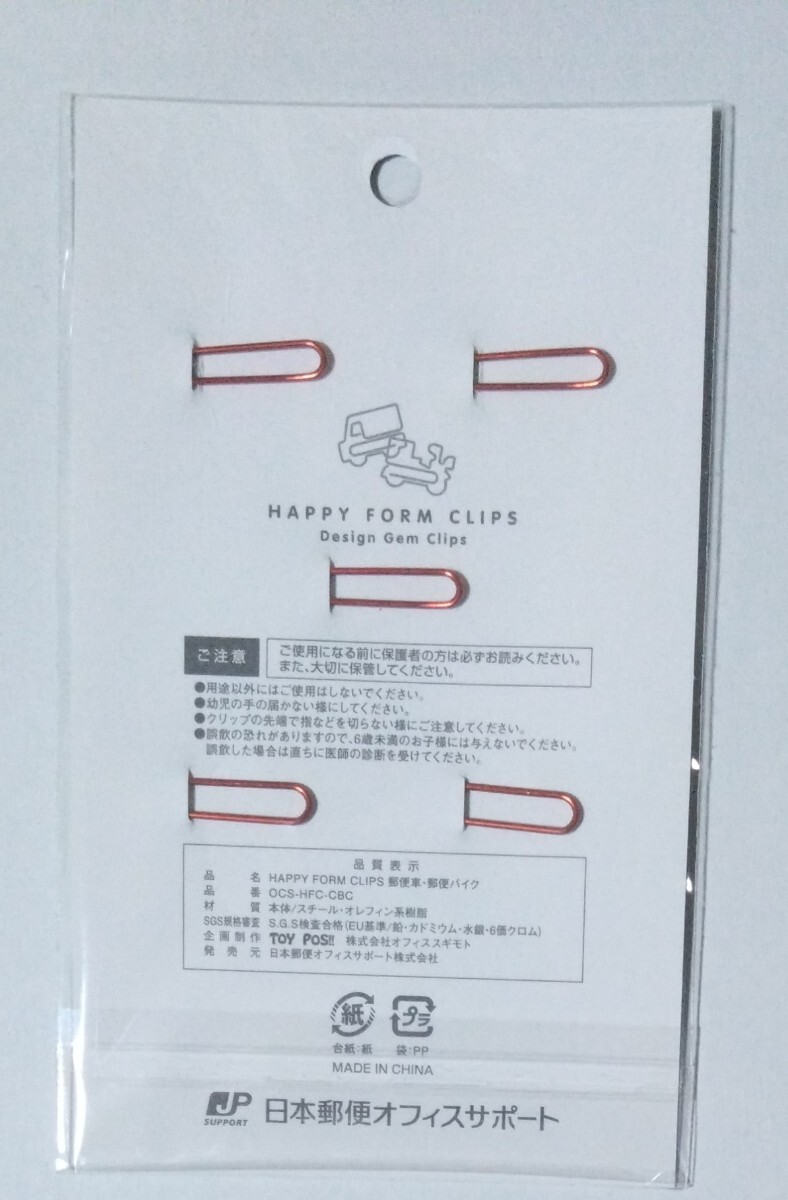 HAPPY FORM CLIPS
Design Gem Clips
ご注意
ご使用になる前に保護者の方は必ずお読みください。
また、大切に保管してください。
●用途以外にはご使用はしないでください。
●幼児の手の届かない様にしてください。
●クリップの先端で指などを切らない様にご注意してください。
●誤飲の恐れがありますので、6歳未満のお子様には与えないでください。
誤飲した場合は直ちに医師の診断を受けてください。
品質表示
品名 HAPPY FORM CLIPS 郵便車・郵便バイク
品番 OCS-HFC-CBC
材質 本体/スチール・オレフィン系樹脂
SGS規格審査 S.G.S検査合格(EU基準/鉛・カドミウム・水銀・6価クロム)
企画制作 TOY POS!! 株式会社オフィススギモト
発売元 日本郵便オフィスサポート株式会社
紙 プラ
台紙:紙 袋:PP
MADE IN CHINA
JP SUPPORT 日本郵便オフィスサポート